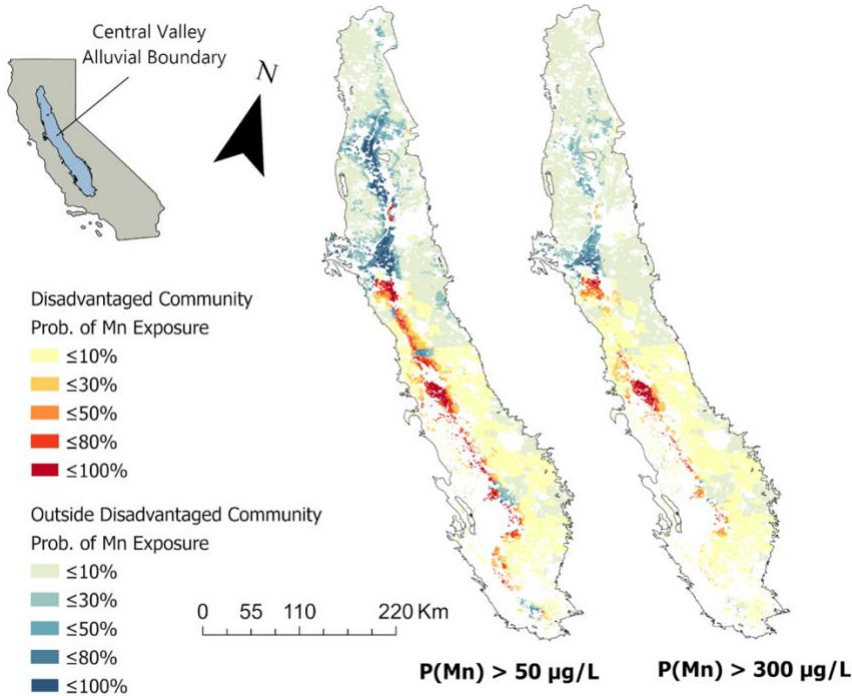 Central Valley
Alluvial Boundary
N
Disadvantaged Community
Prob. of Mn Exposure
≤10%
≤30%
≤50%
≤80%
≤100%
Outside Disadvantaged Community
Prob. of Mn Exposure
≤10%
≤30%
≤50%
≤80%
≤100%
0 55 110 220 Km
P(Mn) > 50 µg/L
P(Mn) > 300 µg/L